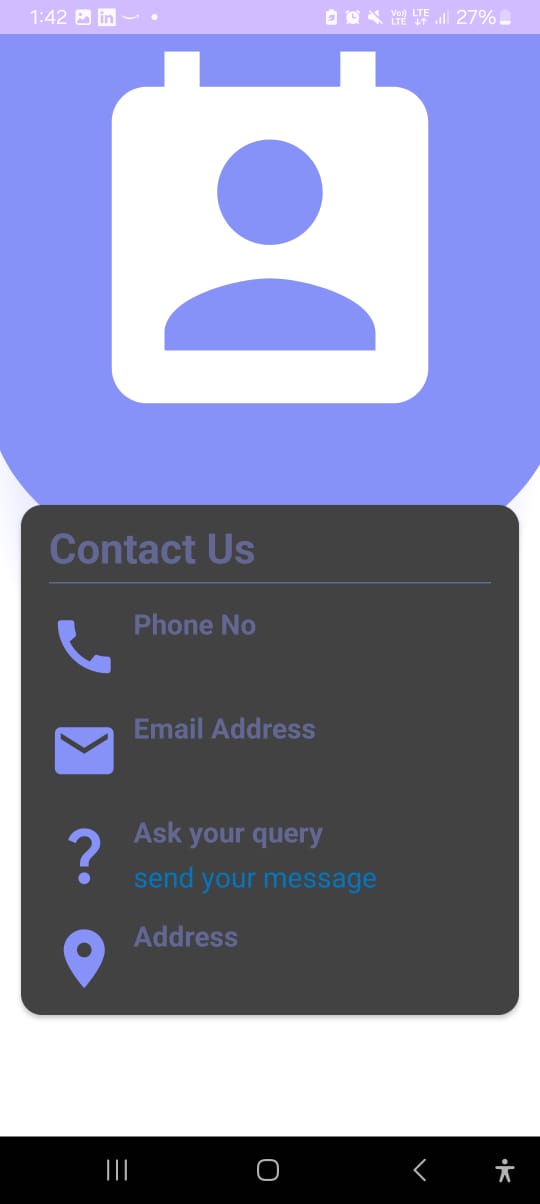 1:42
Vo)) LTE
LTE 27%
Contact Us
Phone No
Email Address
Ask your query
send your message
Address